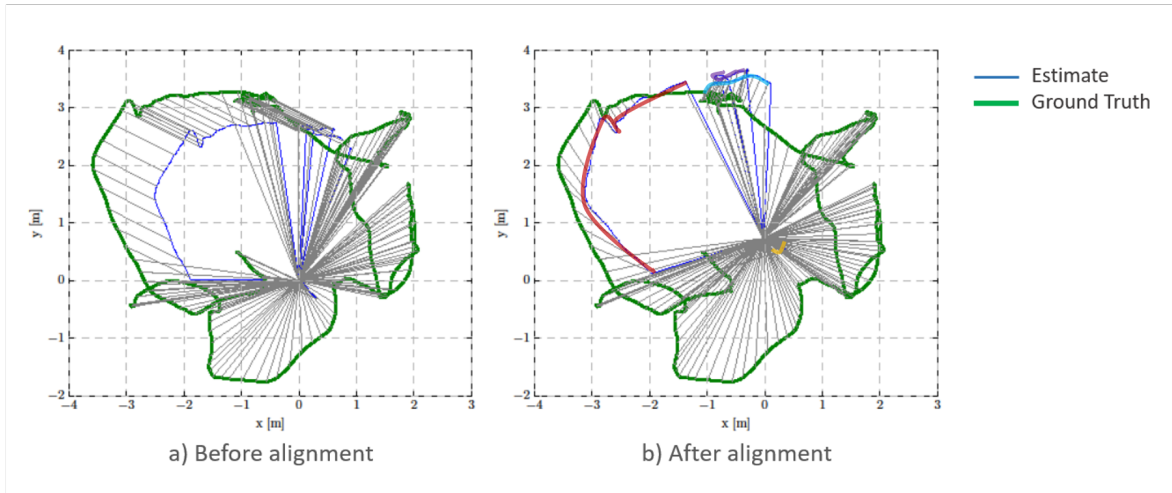 4
3
2
1
0
−1
−2
−4 −3 −2 −1 0 1 2 3
y [m]
x [m]
a) Before alignment
4
3
2
1
0
−1
−2
−4 −3 −2 −1 0 1 2 3
y [m]
x [m]
b) After alignment
Estimate
Ground Truth